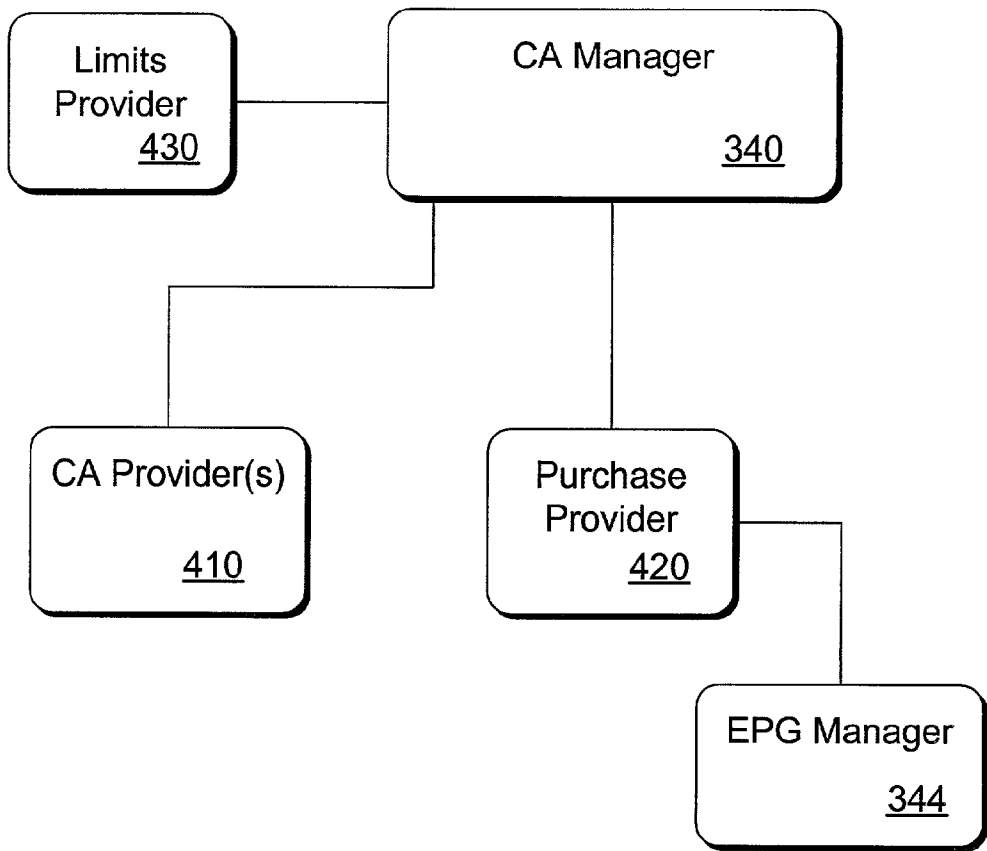 Limits
Provider
430
CA Manager
340
CA Provider(s)
410
Purchase
Provider
420
EPG Manager
344